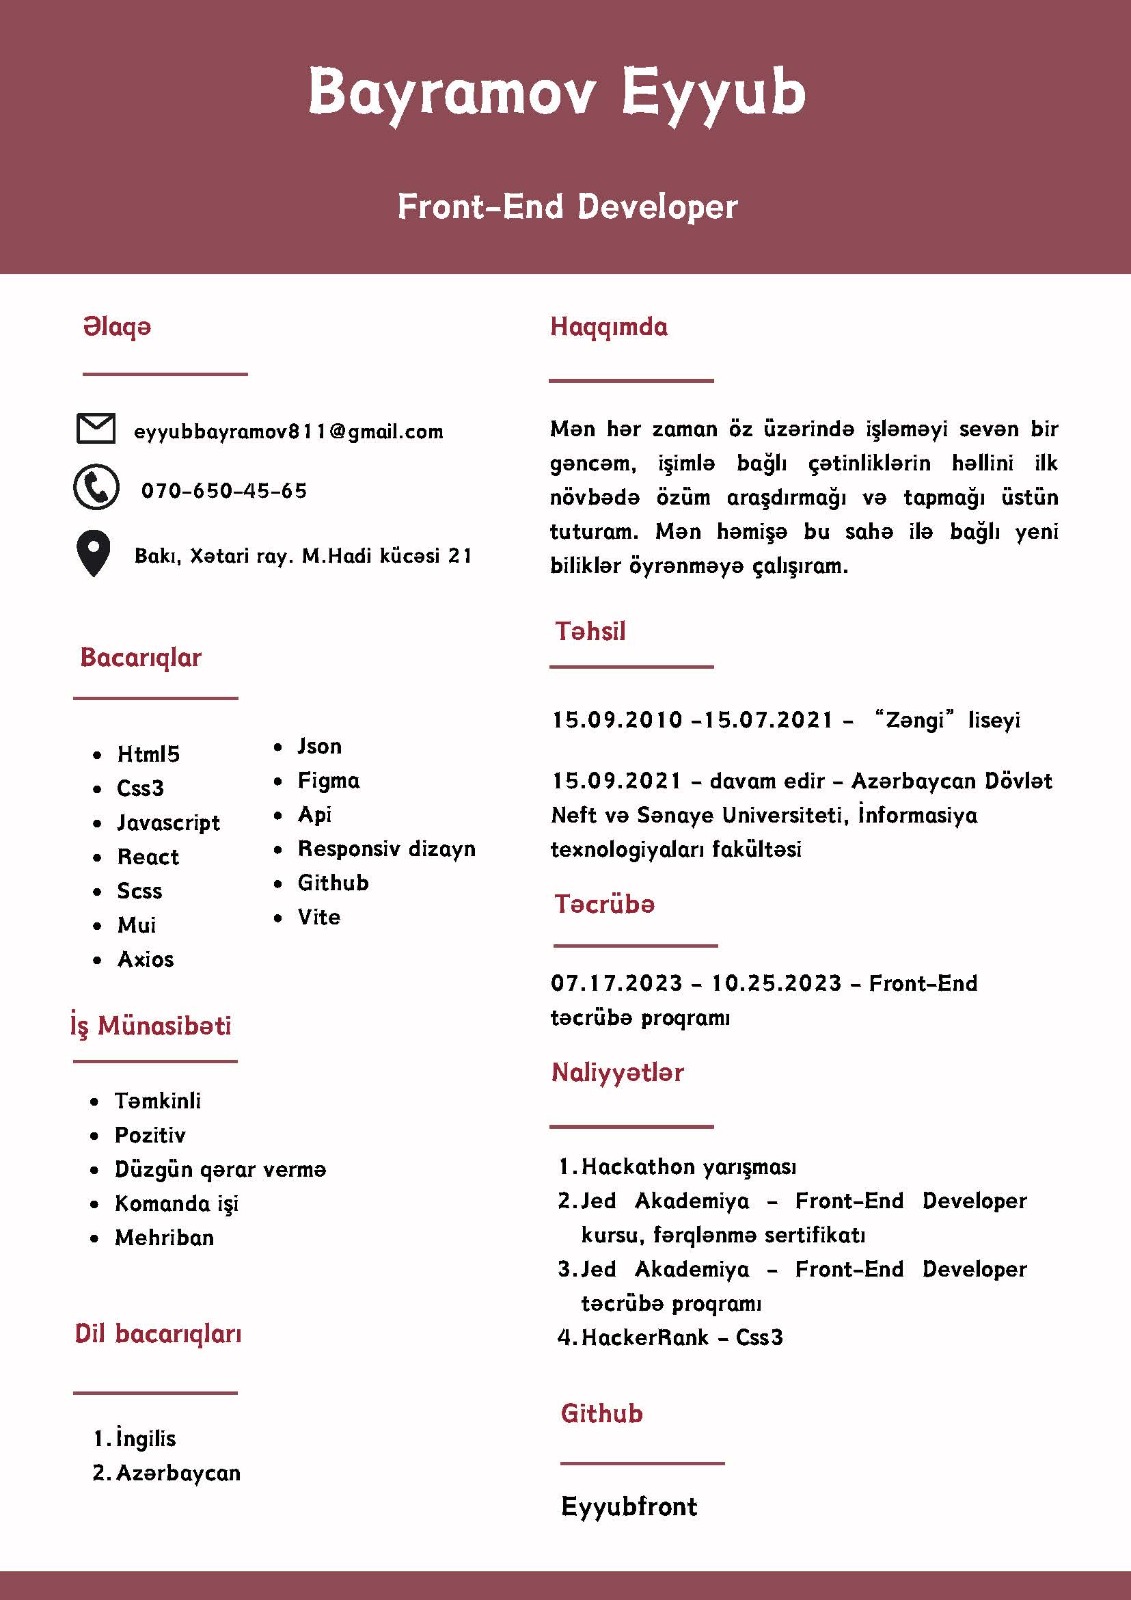 Bayramov Eyyub
Front-End Developer
Əlaqə
eyyubbayramov811@gmail.com
070-650-45-65
Bakı, Xətari ray. M.Hadi kücəsi 21
Bacarıqlar
• Html5
• Css3
• Javascript
• React
• Scss
• Mui
• Axios
• Json
• Figma
• Api
• Responsiv dizayn
• Github
• Vite
İş Münasibəti
• Təmkinli
• Pozitiv
• Düzgün qərar vermə
• Komanda işi
• Mehriban
Dil bacarıqları
1. İngilis
2. Azərbaycan
Haqqımda
Mən hər zaman öz üzərində işləməyi sevən bir
gəncəm, işimlə bağlı çətinliklərin həllini ilk
növbədə özüm araşdırmağı və tapmağı üstün
tuturam. Mən həmişə bu sahə ilə bağlı yeni
biliklər öyrənməyə çalışıram.
Təhsil
15.09.2010 -15.07.2021 - “Zəngi” liseyi
15.09.2021 - davam edir - Azərbaycan Dövlət
Neft və Sənaye Universiteti, İnformasiya
texnologiyaları fakültəsi
Təcrübə
07.17.2023 - 10.25.2023 - Front-End
təcrübə proqramı
Naliyyətlər
1. Hackathon yarışması
2. Jed Akademiya - Front-End Developer
kursu, fərqlənmə sertifikatı
3. Jed Akademiya - Front-End Developer
təcrübə proqramı
4. HackerRank - Css3
Github
Eyyubfront